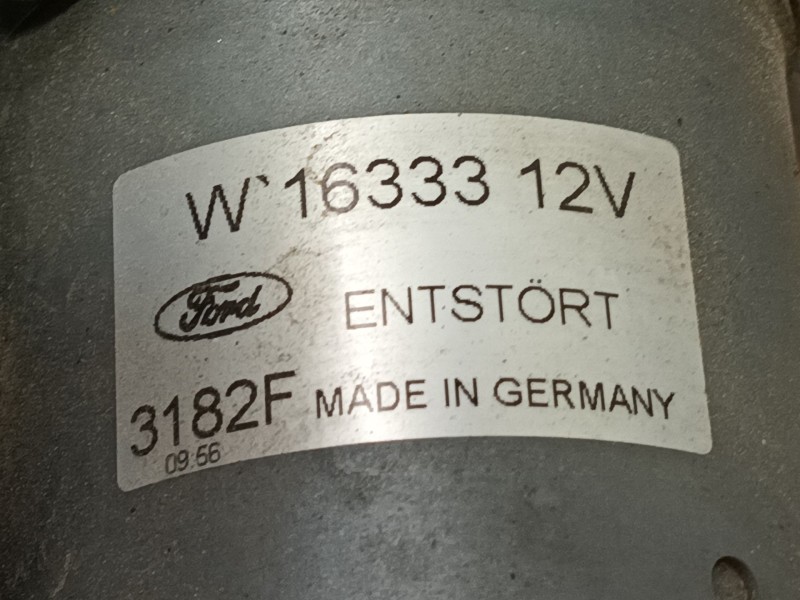 W`16333 12V
Ford ENTSTÖRT
3182F MADE IN GERMANY
09:56